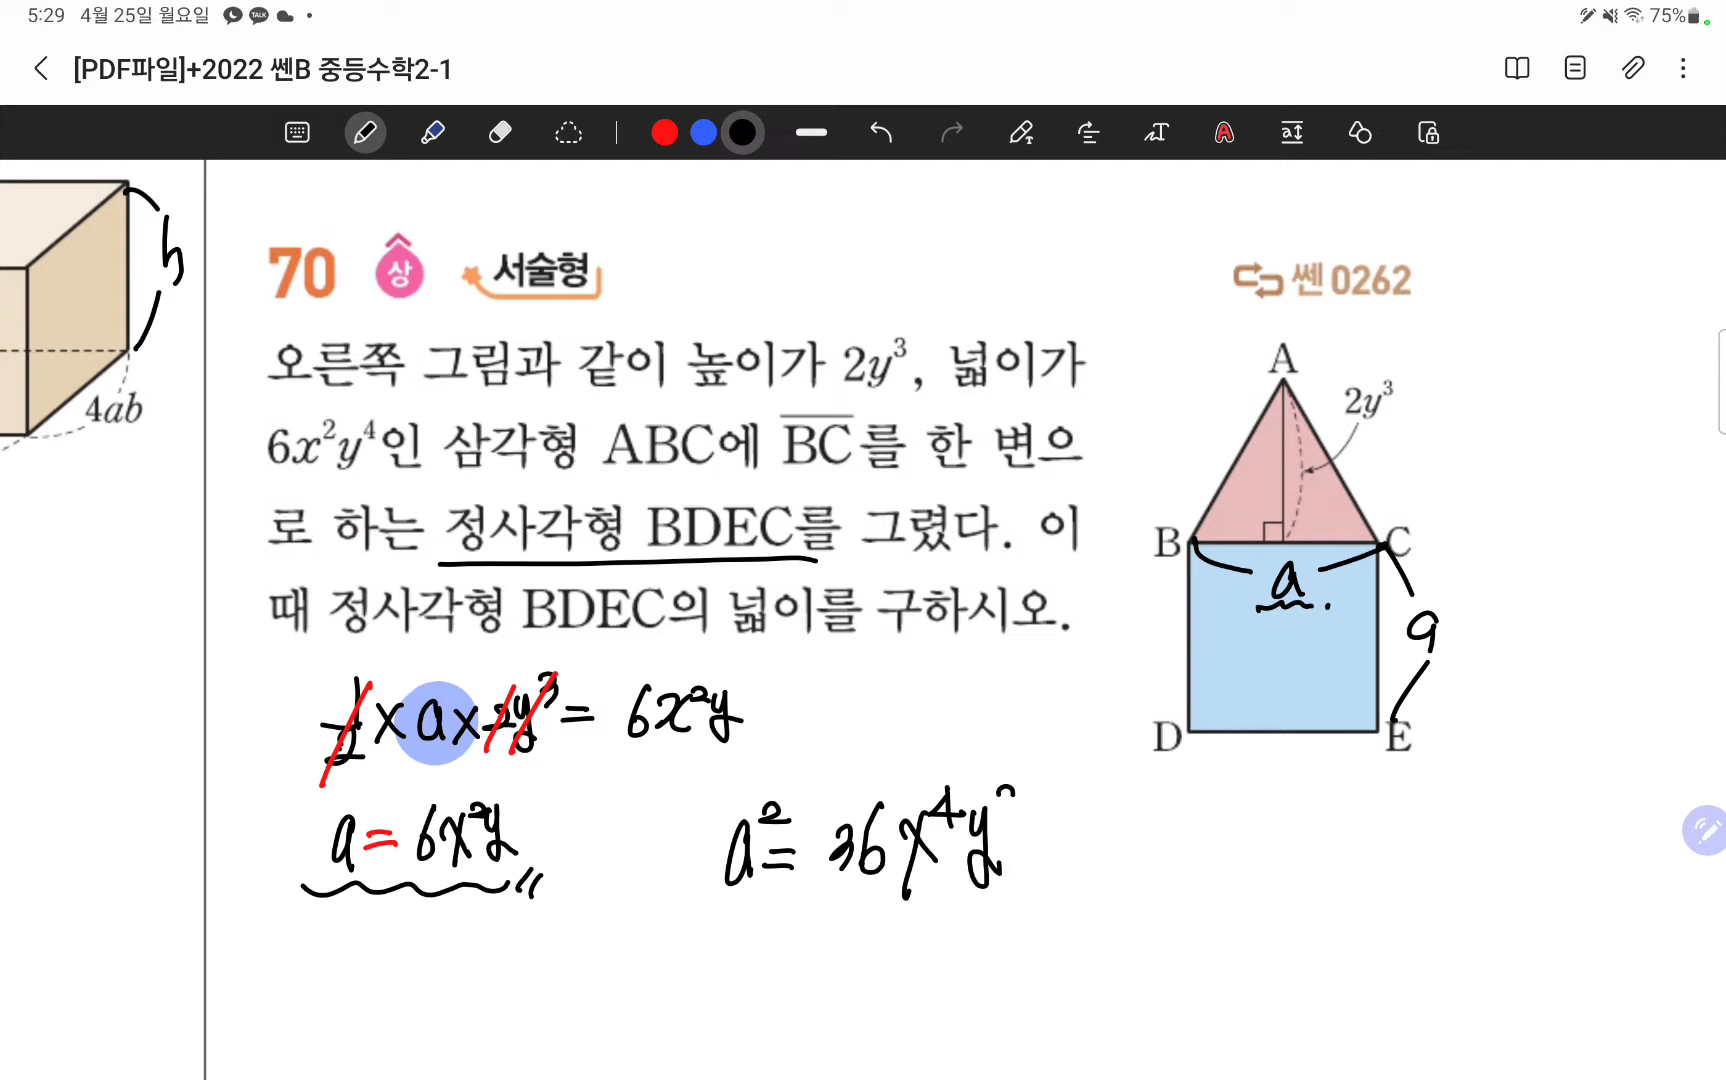 5:29 4월 25일 월요일 TALK 75%
[PDF파일]+2022 쎈B 중등수학2-1
h
4ab
70 상 서술형 쎈 0262
오른쪽 그림과 같이 높이가 2y³, 넓이가
6x²y⁴인 삼각형 ABC에 BC를 한 변으
로 하는 정사각형 BDEC를 그렸다. 이
때 정사각형 BDEC의 넓이를 구하시오.
A
2y³
B C
a
a
D E
1/2 × a × 2y³ = 6x²y
a = 6x²y
a² = 36x⁴y